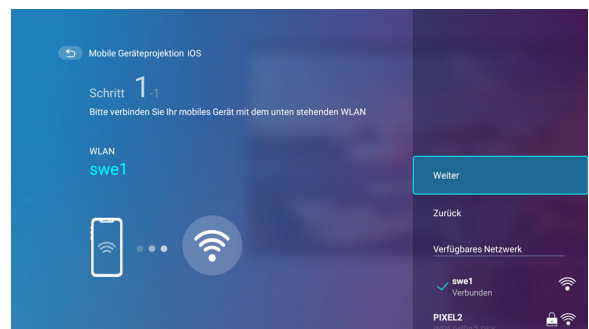 Mobile Geräteprojektion iOS
Schritt 1-1
Bitte verbinden Sie Ihr mobiles Gerät mit dem unten stehenden WLAN
WLAN
swe1
Weiter
Zurück
Verfügbares Netzwerk
swe1
Verbunden
PIXEL2